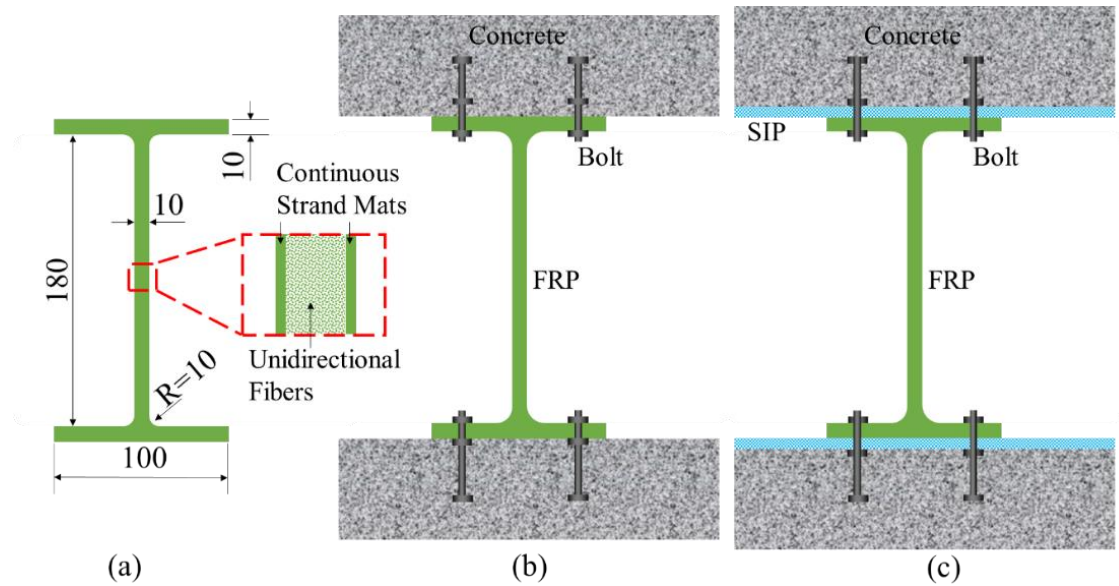 10
10
180
Continuous
Strand Mats
Unidirectional
Fibers
R=10
100
(a)
Concrete
Bolt
FRP
(b)
Concrete
SIP
Bolt
FRP
(c)